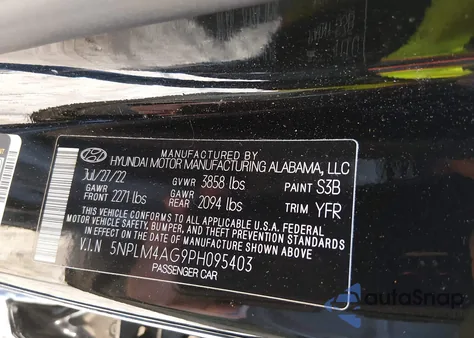 MANUFACTURED BY
HYUNDAI MOTOR MANUFACTURING ALABAMA, LLC
Jul/27/22 GVWR 3858 lbs PAINT S3B
GAWR FRONT 2271 lbs GAWR REAR 2094 lbs TRIM YFR
THIS VEHICLE CONFORMS TO ALL APPLICABLE U.S.A. FEDERAL
MOTOR VEHICLE SAFETY, BUMPER, AND THEFT PREVENTION STANDARDS
IN EFFECT ON THE DATE OF MANUFACTURE SHOWN ABOVE.
V.I.N 5NPLM4AG9PH095403
PASSENGER CAR
autoSnap